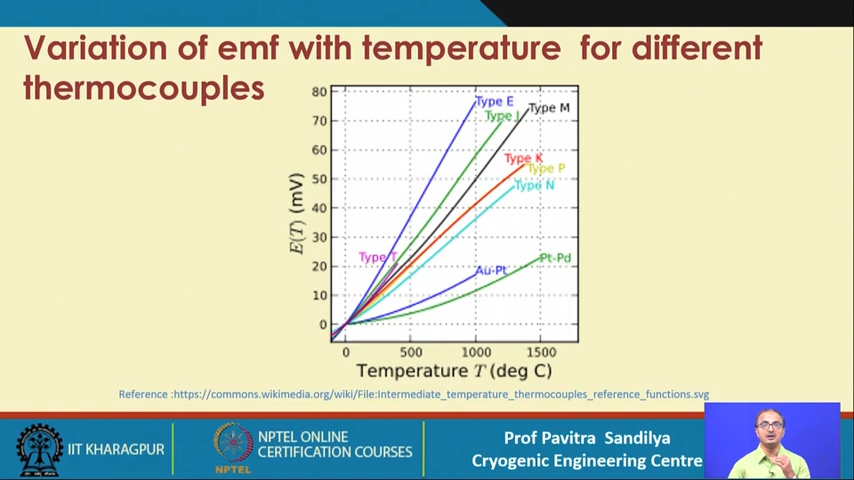 Variation of emf with temperature for different
thermocouples
80
70
60
50
40
30
20
10
0
E(T) (mV)
Type E
Type J
Type M
Type K
Type P
Type N
Type T
Au-Pt
Pt-Pd
0 500 1000 1500
Temperature T (deg C)
Reference :https://commons.wikimedia.org/wiki/File:Intermediate_temperature_thermocouples_reference_functions.svg
IIT KHARAGPUR
NPTEL
NPTEL ONLINE
CERTIFICATION COURSES
Prof Pavitra Sandilya
Cryogenic Engineering Centre